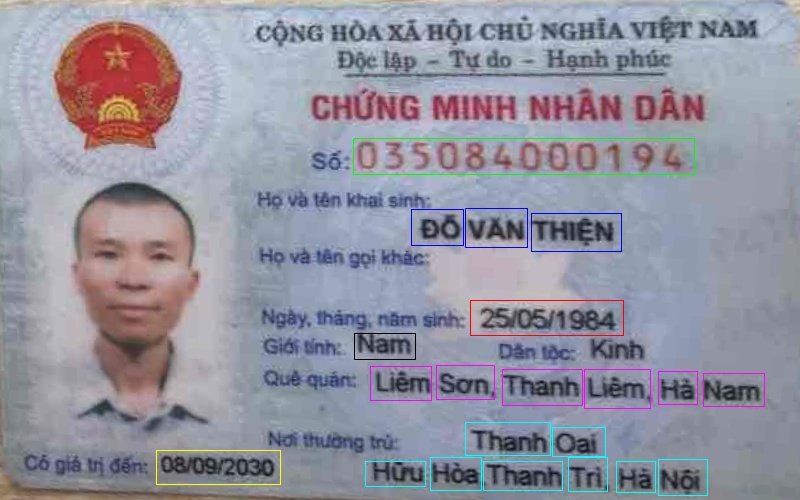 CỘNG HÒA XÃ HỘI CHỦ NGHĨA VIỆT NAM
Độc lập - Tự do - Hạnh phúc
CHỨNG MINH NHÂN DÂN
Số: 035084000194
Họ và tên khai sinh:
ĐỖ VĂN THIỆN
Họ và tên gọi khác:
Ngày, tháng, năm sinh: 25/05/1984
Giới tính: Nam Dân tộc: Kinh
Quê quán: Liêm Sơn, Thanh Liêm, Hà Nam
Nơi thường trú: Thanh Oai
Hữu Hòa, Thanh Trì, Hà Nội
Có giá trị đến: 08/09/2030